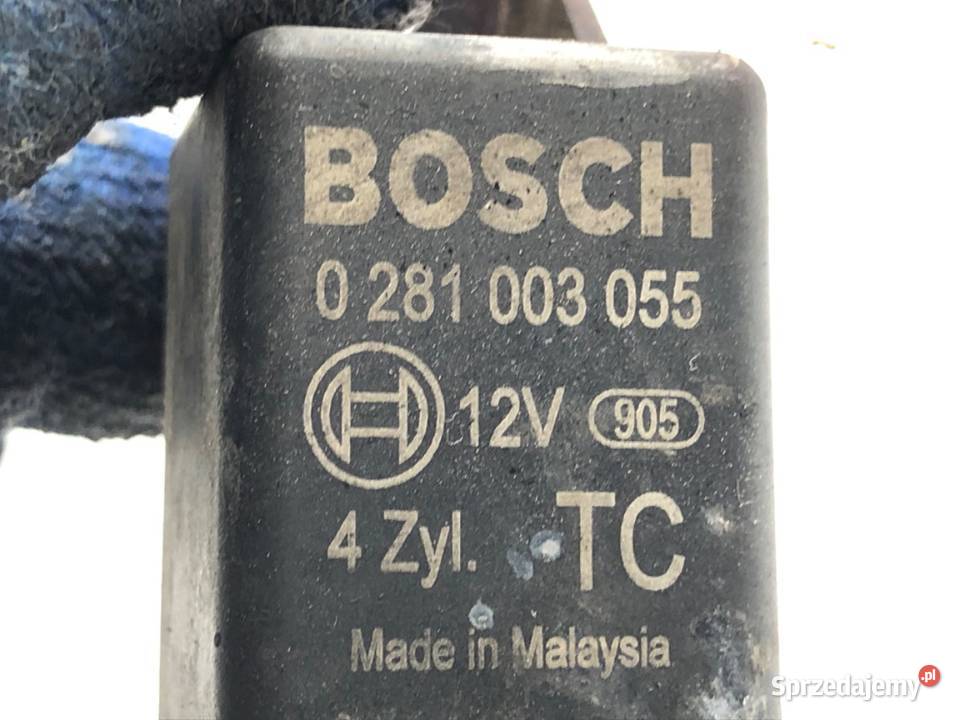 BOSCH
0 281 003 055
12V 905
4 Zyl. TC
Made in Malaysia
Sprzedajemy.pl